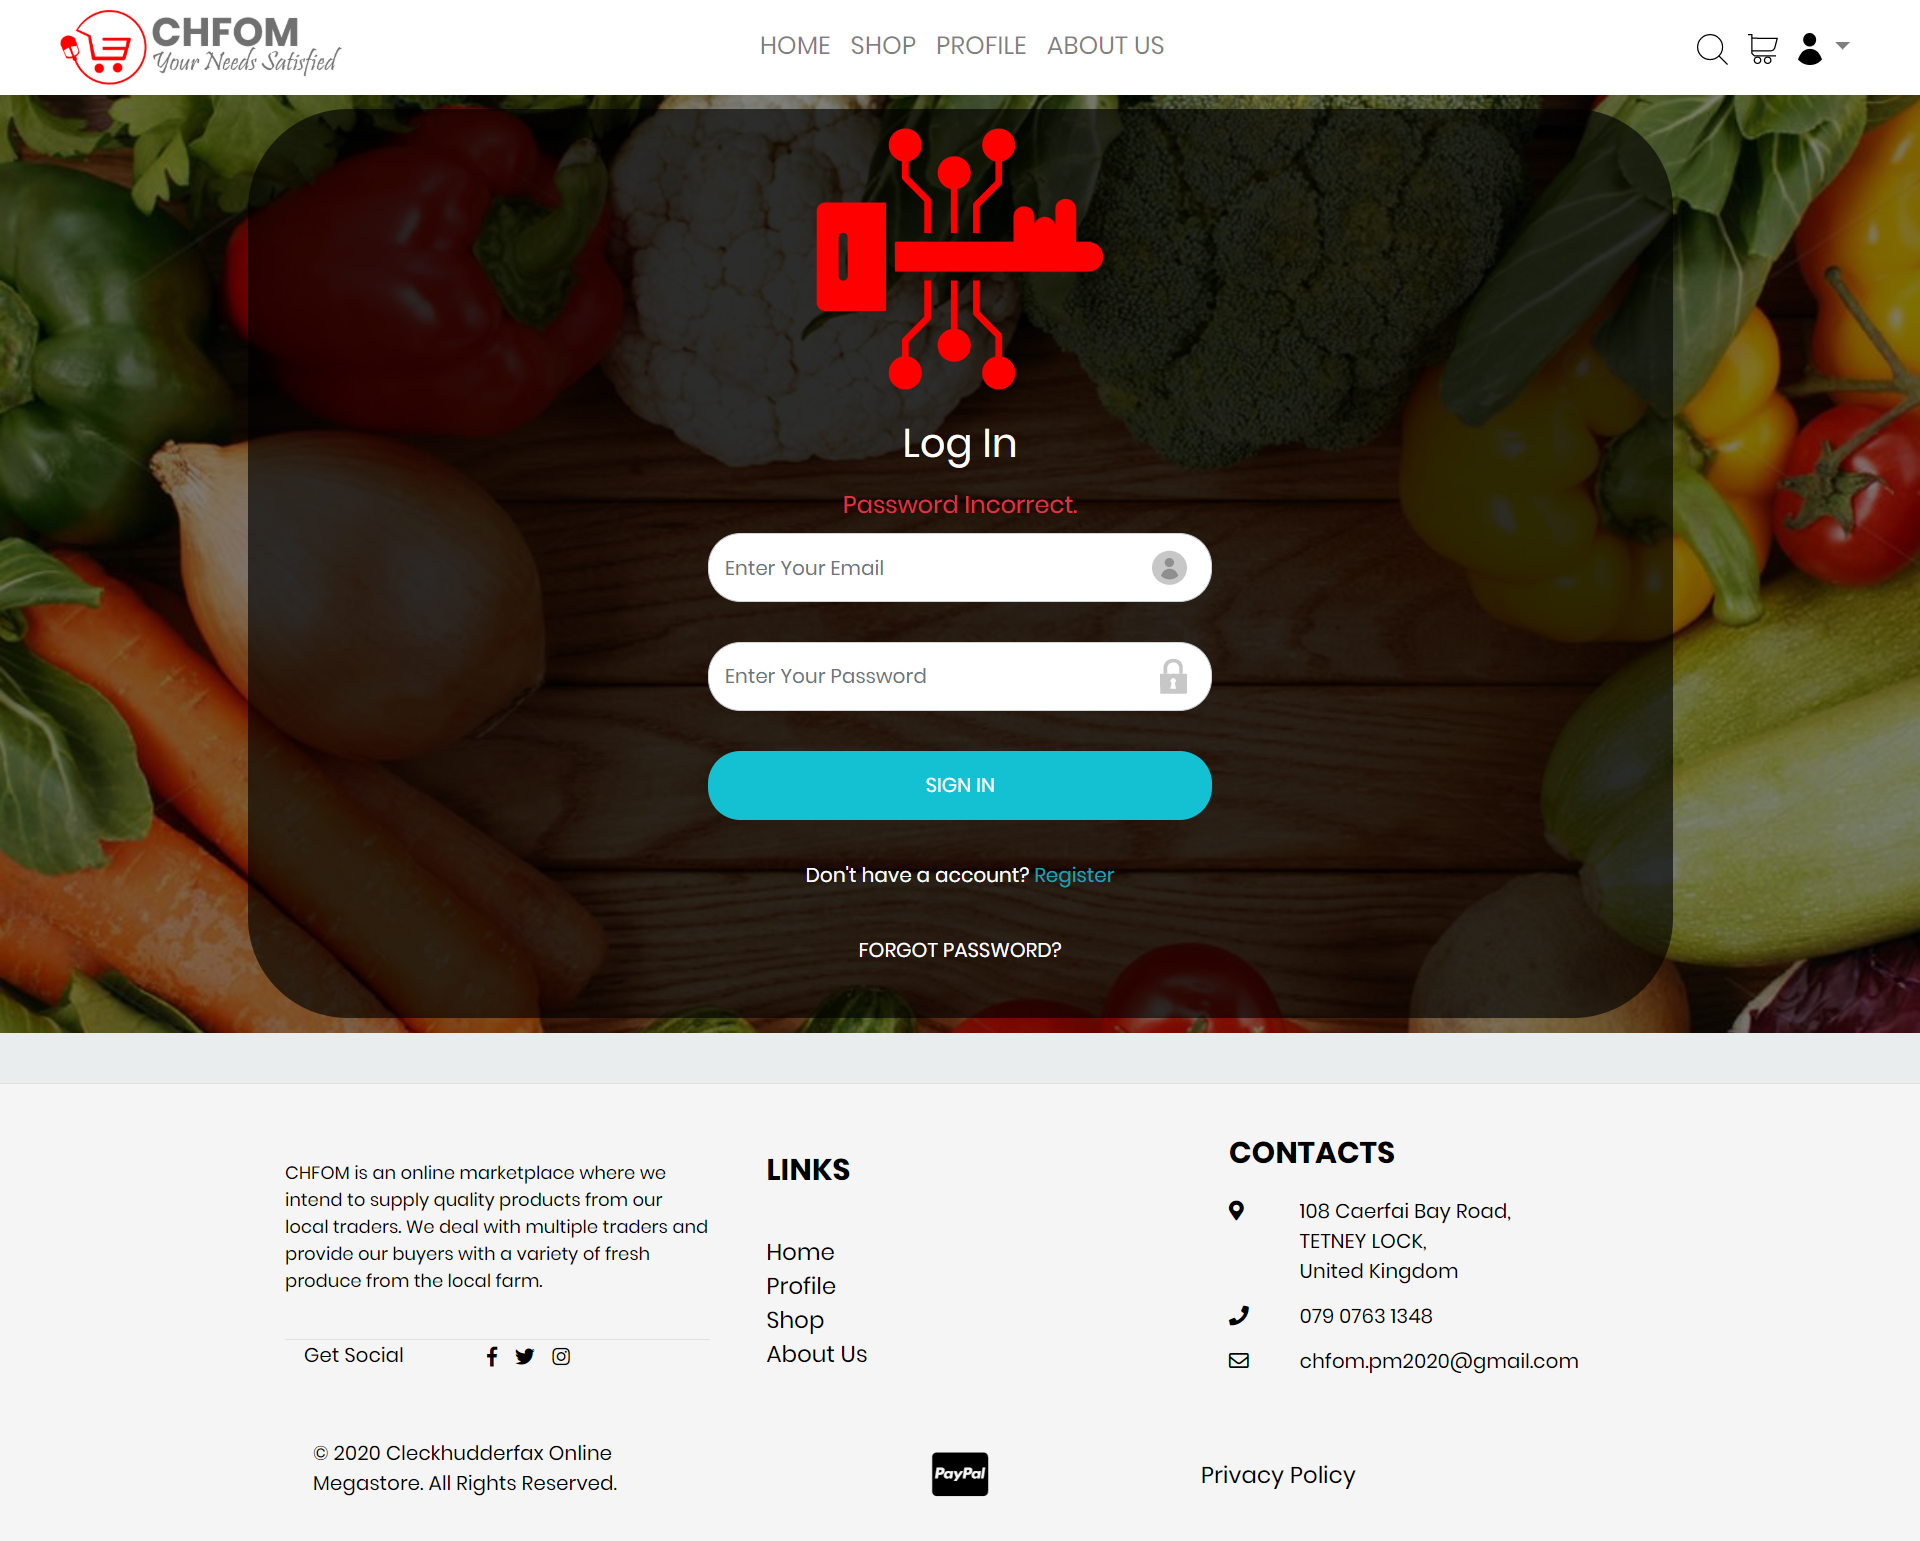 CHFOM
Your Needs Satisfied
HOME SHOP PROFILE ABOUT US
Log In
Password Incorrect.
Enter Your Email
Enter Your Password
SIGN IN
Don't have a account? Register
FORGOT PASSWORD?
CHFOM is an online marketplace where we
intend to supply quality products from our
local traders. We deal with multiple traders and
provide our buyers with a variety of fresh
produce from the local farm.
Get Social
LINKS
Home
Profile
Shop
About Us
CONTACTS
108 Caerfai Bay Road,
TETNEY LOCK,
United Kingdom
079 0763 1348
chfom.pm2020@gmail.com
© 2020 Cleckhudderfax Online
Megastore. All Rights Reserved.
PayPal
Privacy Policy